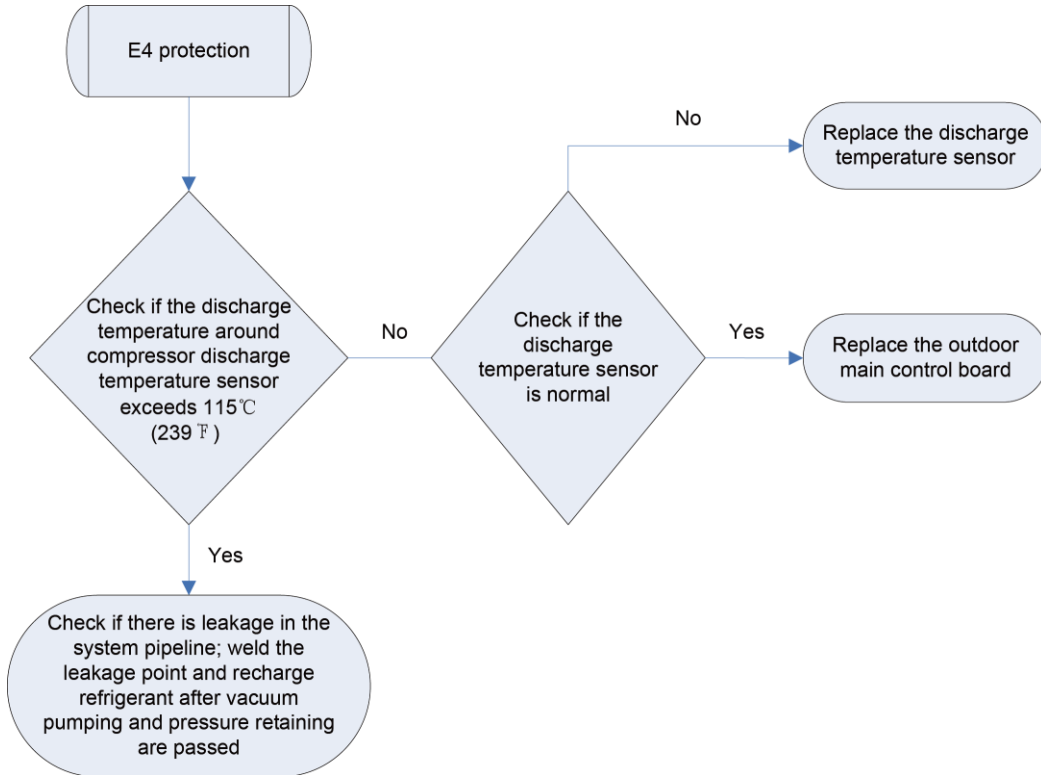 E4 protection
No
Replace the discharge
temperature sensor
Check if the discharge
temperature around
compressor discharge
temperature sensor
exceeds 115℃
(239 ℉)
No
Check if the
discharge
temperature sensor
is normal
Yes
Replace the outdoor
main control board
Yes
Check if there is leakage in the
system pipeline; weld the
leakage point and recharge
refrigerant after vacuum
pumping and pressure retaining
are passed